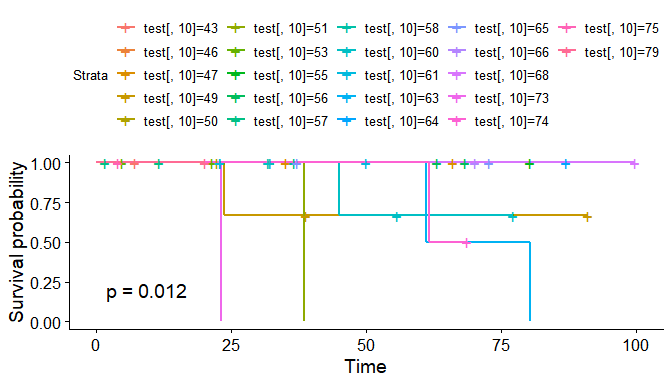 test[, 10]=43 test[, 10]=51 test[, 10]=58 test[, 10]=65 test[, 10]=75
test[, 10]=46 test[, 10]=53 test[, 10]=60 test[, 10]=66 test[, 10]=79
Strata test[, 10]=47 test[, 10]=55 test[, 10]=61 test[, 10]=68
test[, 10]=49 test[, 10]=56 test[, 10]=63 test[, 10]=73
test[, 10]=50 test[, 10]=57 test[, 10]=64 test[, 10]=74
Survival probability
1.00
0.75
0.50
0.25
0.00
p = 0.012
0 25 50 75 100
Time